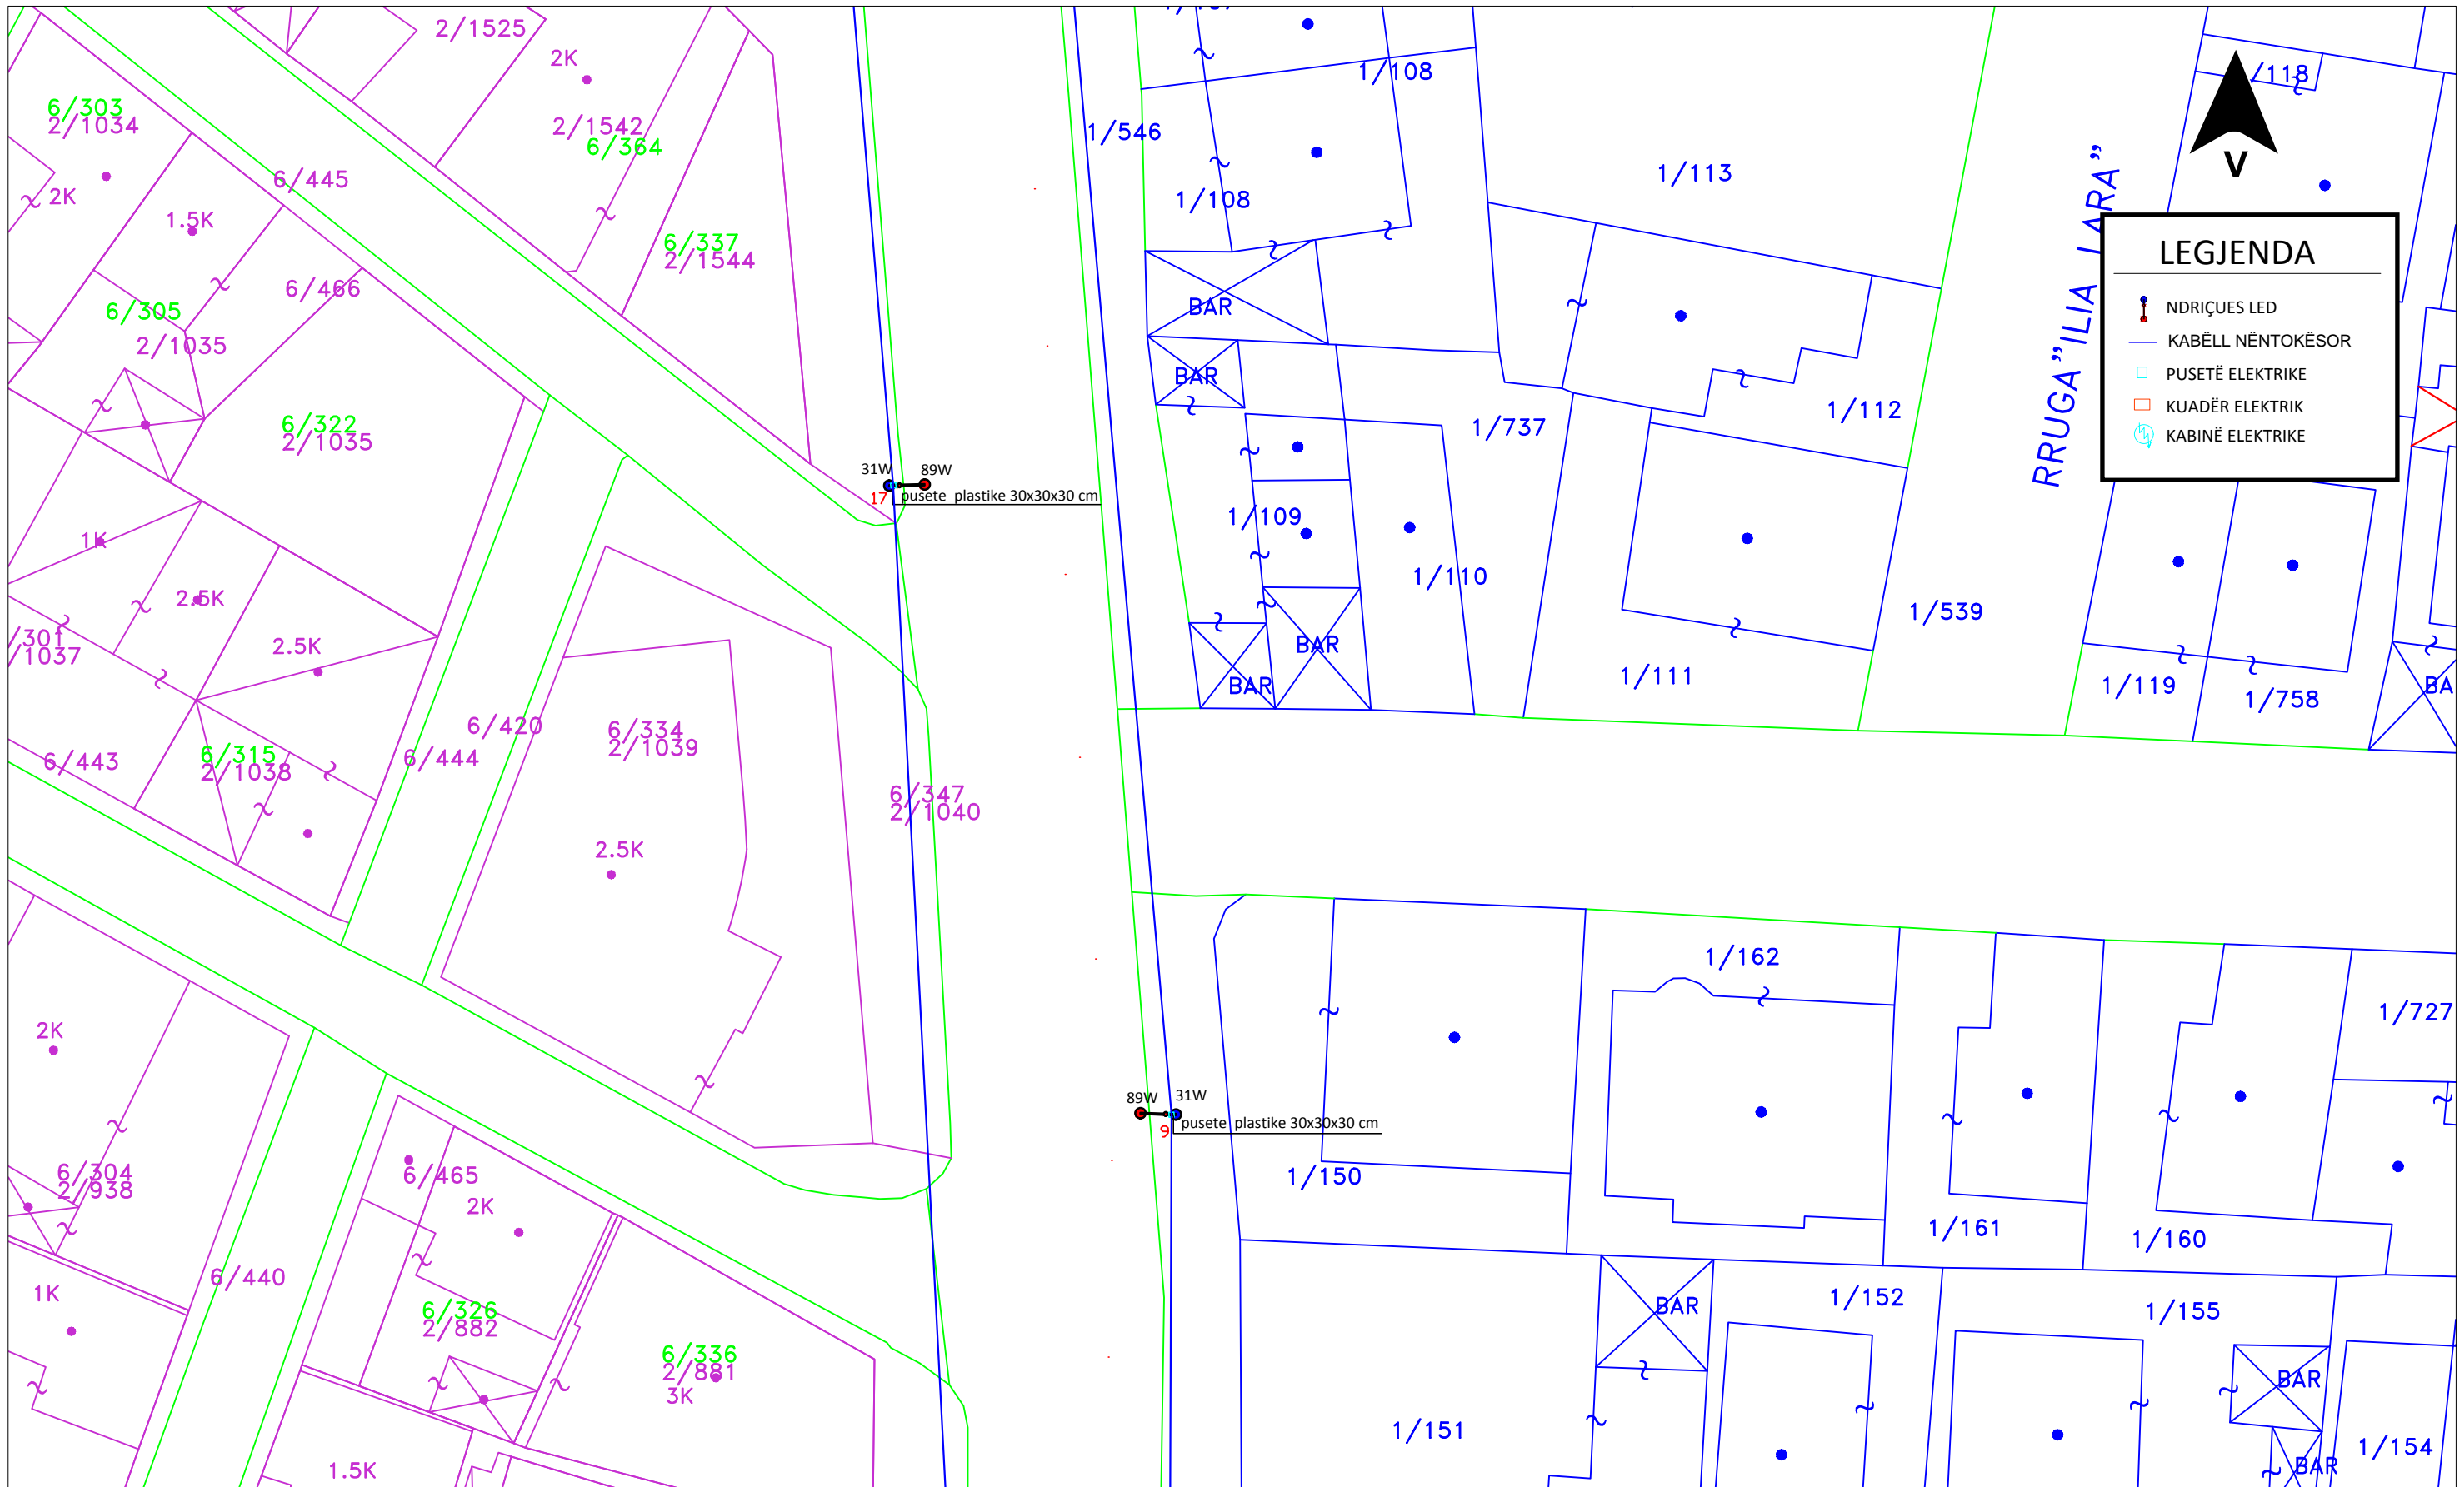 2/1525
2K
1/108
1/118
6/303
2/1034
2/1542
6/364
1/546
V
6/445
1/113
2K
1/108
1.5K
6/337
2/1544
RRUGA "ILIA LARA"
LEGJENDA
NDRIÇUES LED
KABËLL NËNTOKËSOR
PUSETË ELEKTRIKE
KUADËR ELEKTRIK
KABINË ELEKTRIKE
6/466
6/305
2/1035
BAR
BAR
1/112
6/322
2/1035
1/737
31W
89W
17
pusete plastike 30x30x30 cm
1/109
1K
1/110
2.5K
1/539
2.5K
/301
/1037
BAR
BAR
1/111
1/119
1/758
BA
6/420
6/334
2/1039
6/443
6/315
2/1038
6/444
6/347
2/1040
2.5K
1/162
1/727
2K
89W
31W
9
pusete plastike 30x30x30 cm
6/304
2/938
6/465
2K
1/150
1/161
1/160
6/440
1K
6/326
2/882
BAR
1/152
1/155
6/336
2/881
3K
BAR
1/151
1/154
1.5K
BAR